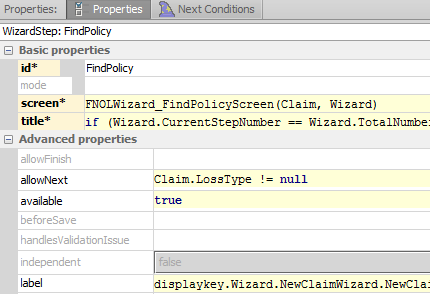 Properties: Properties Next Conditions
WizardStep: FindPolicy
Basic properties
id* FindPolicy
mode
screen* FNOLWizard_FindPolicyScreen(Claim, Wizard)
title* if (Wizard.CurrentStepNumber == Wizard.TotalNumbe
Advanced properties
allowFinish
allowNext Claim.LossType != null
available true
beforeSave
handlesValidationIssue
independent false
label displaykey.Wizard.NewClaimWizard.NewClai